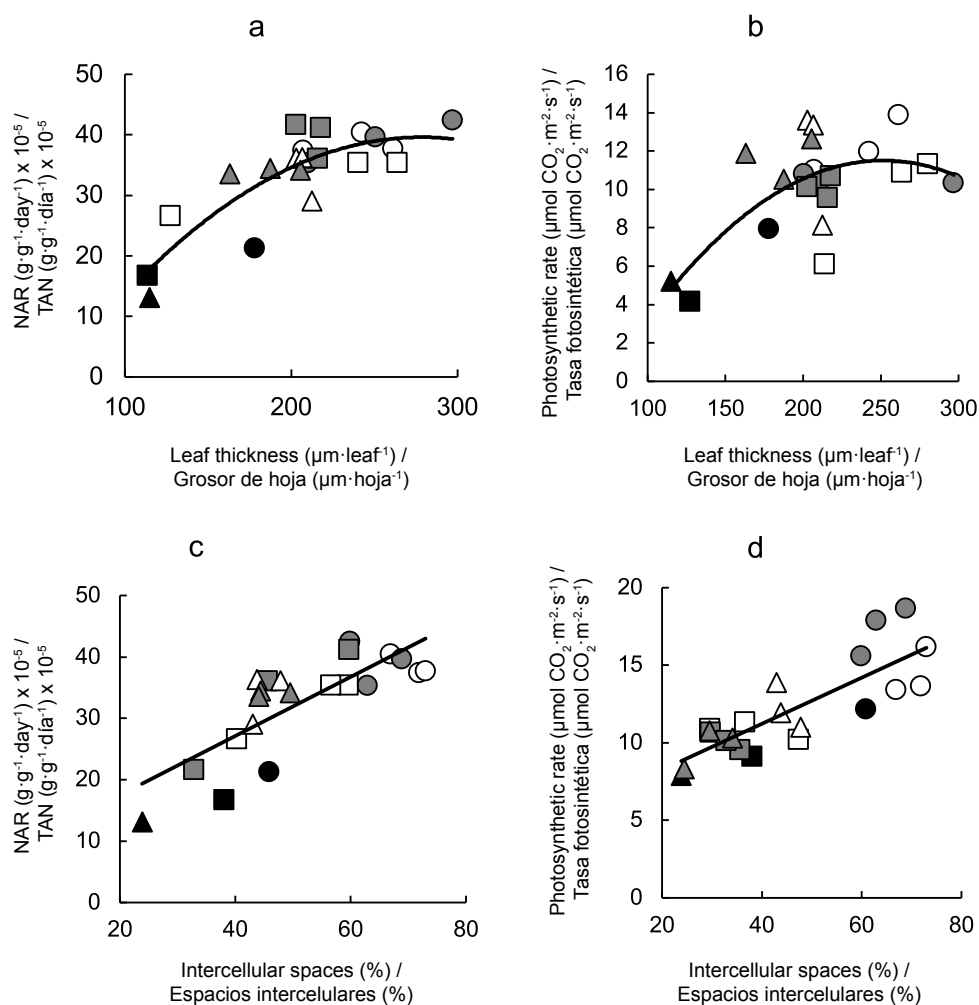 a
NAR (g·g⁻¹·day⁻¹) x 10⁻⁵ /
TAN (g·g⁻¹·día⁻¹) x 10⁻⁵
50
40
30
20
10
0
100
200
300
Leaf thickness (µm·leaf⁻¹) /
Grosor de hoja (µm·hoja⁻¹)
b
Photosynthetic rate (µmol CO₂·m⁻²·s⁻¹) /
Tasa fotosintética (µmol CO₂·m⁻²·s⁻¹)
16
14
12
10
8
6
4
2
0
100
150
200
250
300
Leaf thickness (µm·leaf⁻¹) /
Grosor de hoja (µm·hoja⁻¹)
c
NAR (g·g⁻¹·day⁻¹) x 10⁻⁵ /
TAN (g·g⁻¹·día⁻¹) x 10⁻⁵
50
40
30
20
10
0
20
40
60
80
Intercellular spaces (%) /
Espacios intercelulares (%)
d
Photosynthetic rate (µmol CO₂·m⁻²·s⁻¹) /
Tasa fotosintética (µmol CO₂·m⁻²·s⁻¹)
20
15
10
5
0
20
40
60
80
Intercellular spaces (%) /
Espacios intercelulares (%)